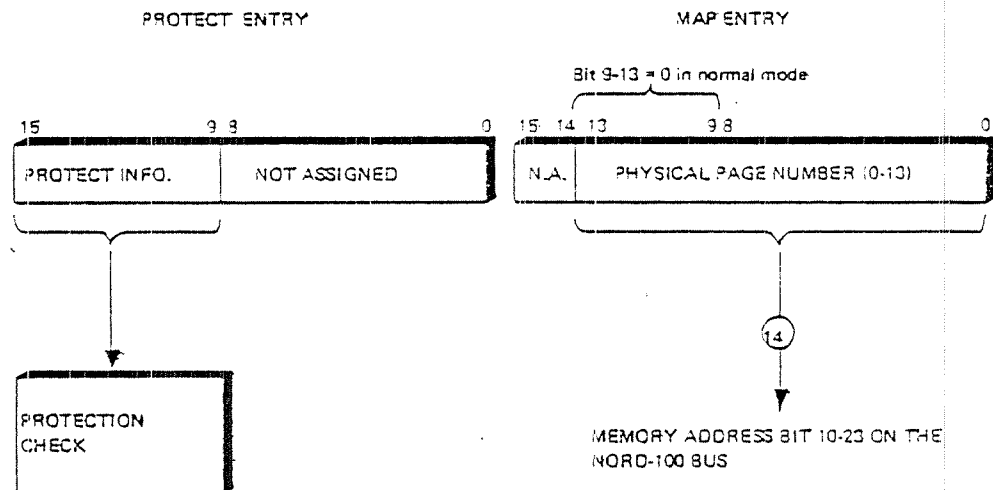 PROTECT ENTRY
MAP ENTRY
Bit 9-13 = 0 in normal mode
15 9 8 0
15 14 13 9 8 0
PROTECT INFO. NOT ASSIGNED
N.A. PHYSICAL PAGE NUMBER (0-13)
14
PROTECTION
CHECK
MEMORY ADDRESS BIT 10-23 ON THE
NORD-100 BUS